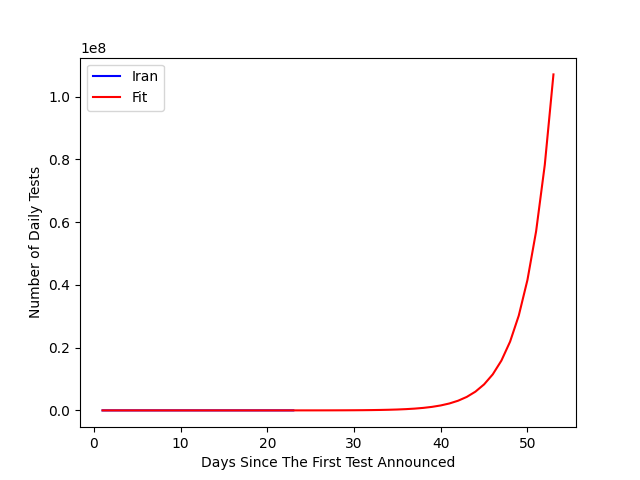 1e8
Iran
Fit
1.0
0.8
0.6
0.4
0.2
0.0
Number of Daily Tests
0 10 20 30 40 50
Days Since The First Test Announced